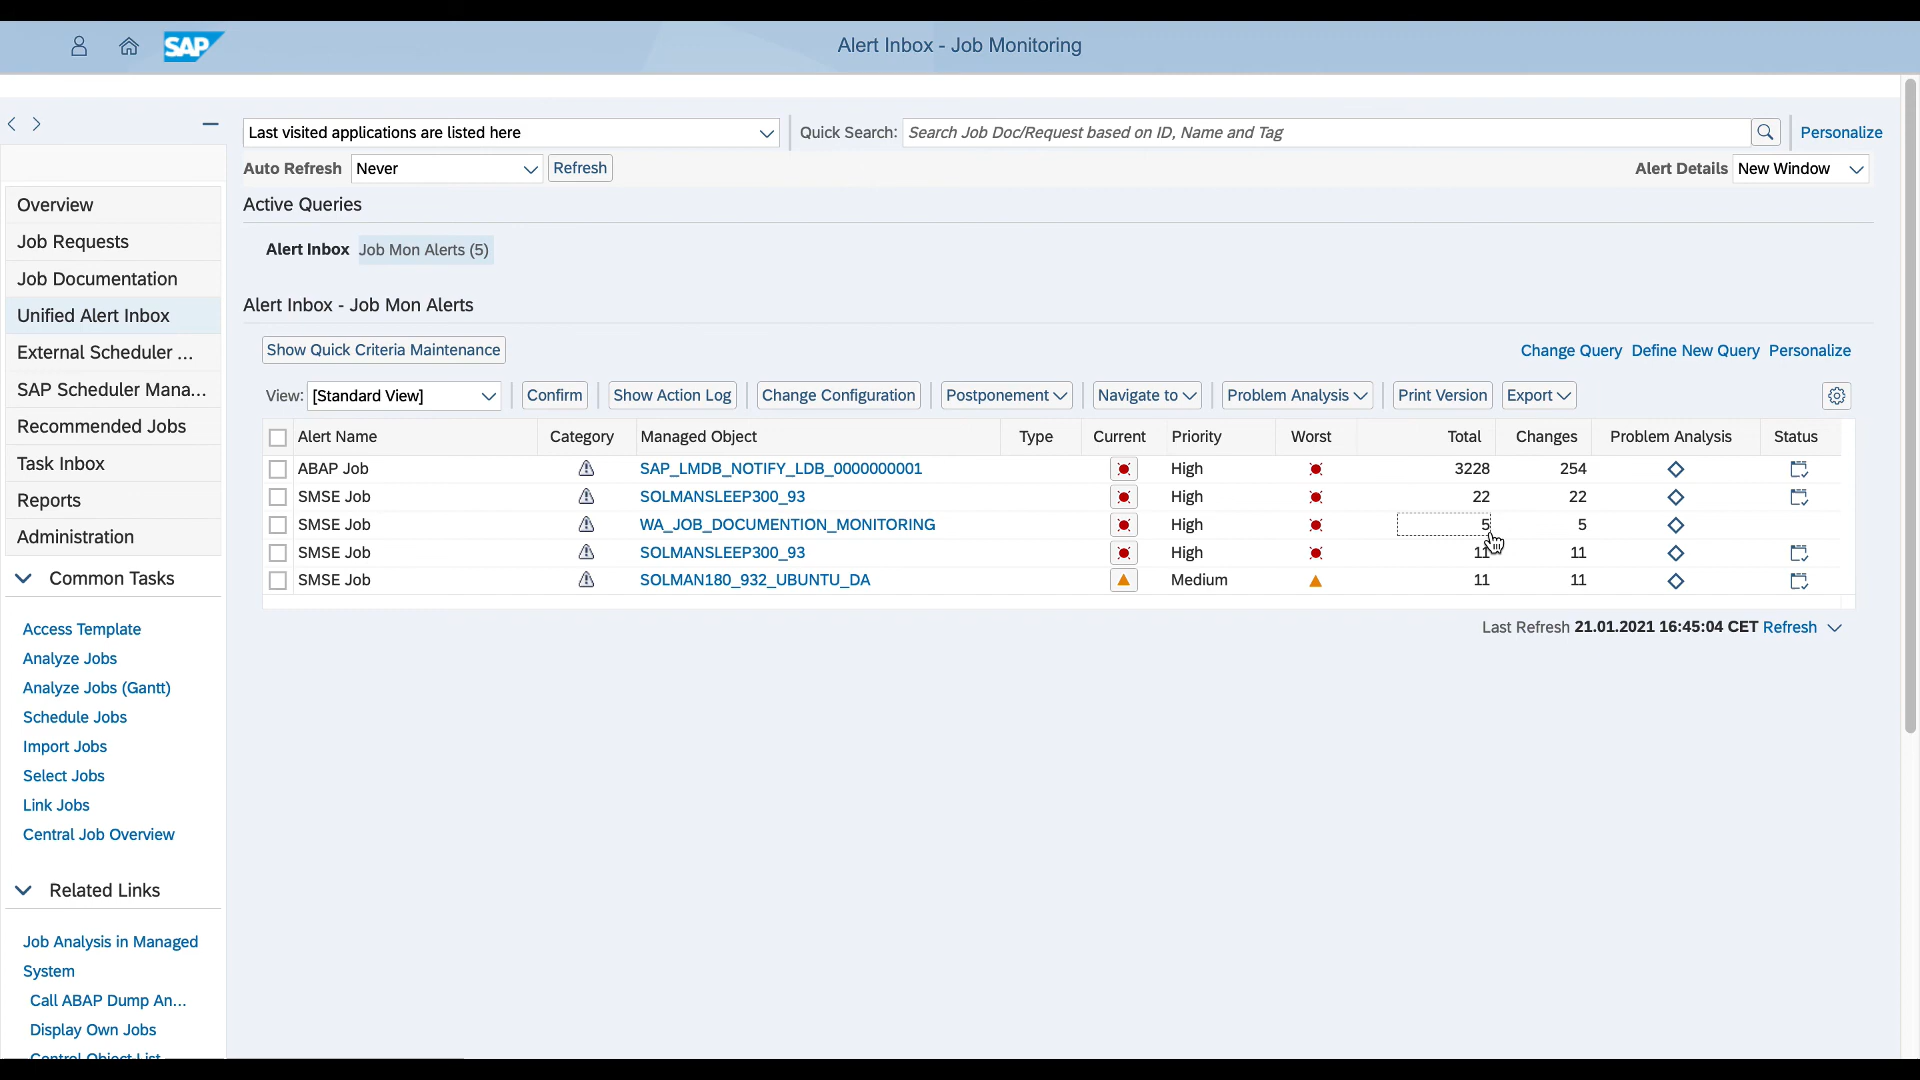 SAP
Alert Inbox - Job Monitoring
Last visited applications are listed here
Quick Search: Search Job Doc/Request based on ID, Name and Tag
Personalize
Auto Refresh Never Refresh
Alert Details New Window
Active Queries
Alert Inbox Job Mon Alerts (5)
Alert Inbox - Job Mon Alerts
Show Quick Criteria Maintenance
Change Query Define New Query Personalize
View: [Standard View] Confirm Show Action Log Change Configuration Postponement Navigate to Problem Analysis Print Version Export
Alert Name Category Managed Object Type Current Priority Worst Total Changes Problem Analysis Status
ABAP Job SAP_LMDB_NOTIFY_LDB_0000000001 High 3228 254
SMSE Job SOLMANSLEEP300_93 High 22 22
SMSE Job WA_JOB_DOCUMENTION_MONITORING High 5 5
SMSE Job SOLMANSLEEP300_93 High 11 11
SMSE Job SOLMAN180_932_UBUNTU_DA Medium 11 11
Last Refresh 21.01.2021 16:45:04 CET Refresh
Overview
Job Requests
Job Documentation
Unified Alert Inbox
External Scheduler ...
SAP Scheduler Mana...
Recommended Jobs
Task Inbox
Reports
Administration
Common Tasks
Access Template
Analyze Jobs
Analyze Jobs (Gantt)
Schedule Jobs
Import Jobs
Select Jobs
Link Jobs
Central Job Overview
Related Links
Job Analysis in Managed
System
Call ABAP Dump An...
Display Own Jobs